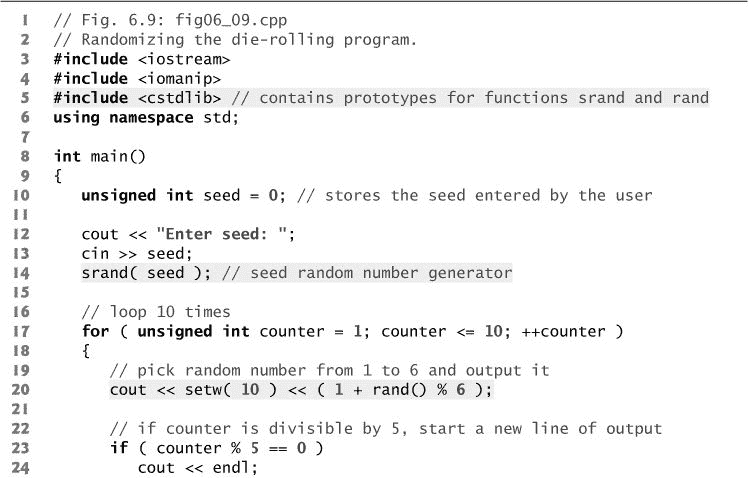 1 // Fig. 6.9: fig06_09.cpp
2 // Randomizing the die-rolling program.
3 #include <iostream>
4 #include <iomanip>
5 #include <cstdlib> // contains prototypes for functions srand and rand
6 using namespace std;
7
8 int main()
9 {
10    unsigned int seed = 0; // stores the seed entered by the user
11
12    cout << "Enter seed: ";
13    cin >> seed;
14    srand( seed ); // seed random number generator
15
16    // loop 10 times
17    for ( unsigned int counter = 1; counter <= 10; ++counter )
18    {
19       // pick random number from 1 to 6 and output it
20       cout << setw( 10 ) << ( 1 + rand() % 6 );
21
22       // if counter is divisible by 5, start a new line of output
23       if ( counter % 5 == 0 )
24          cout << endl;